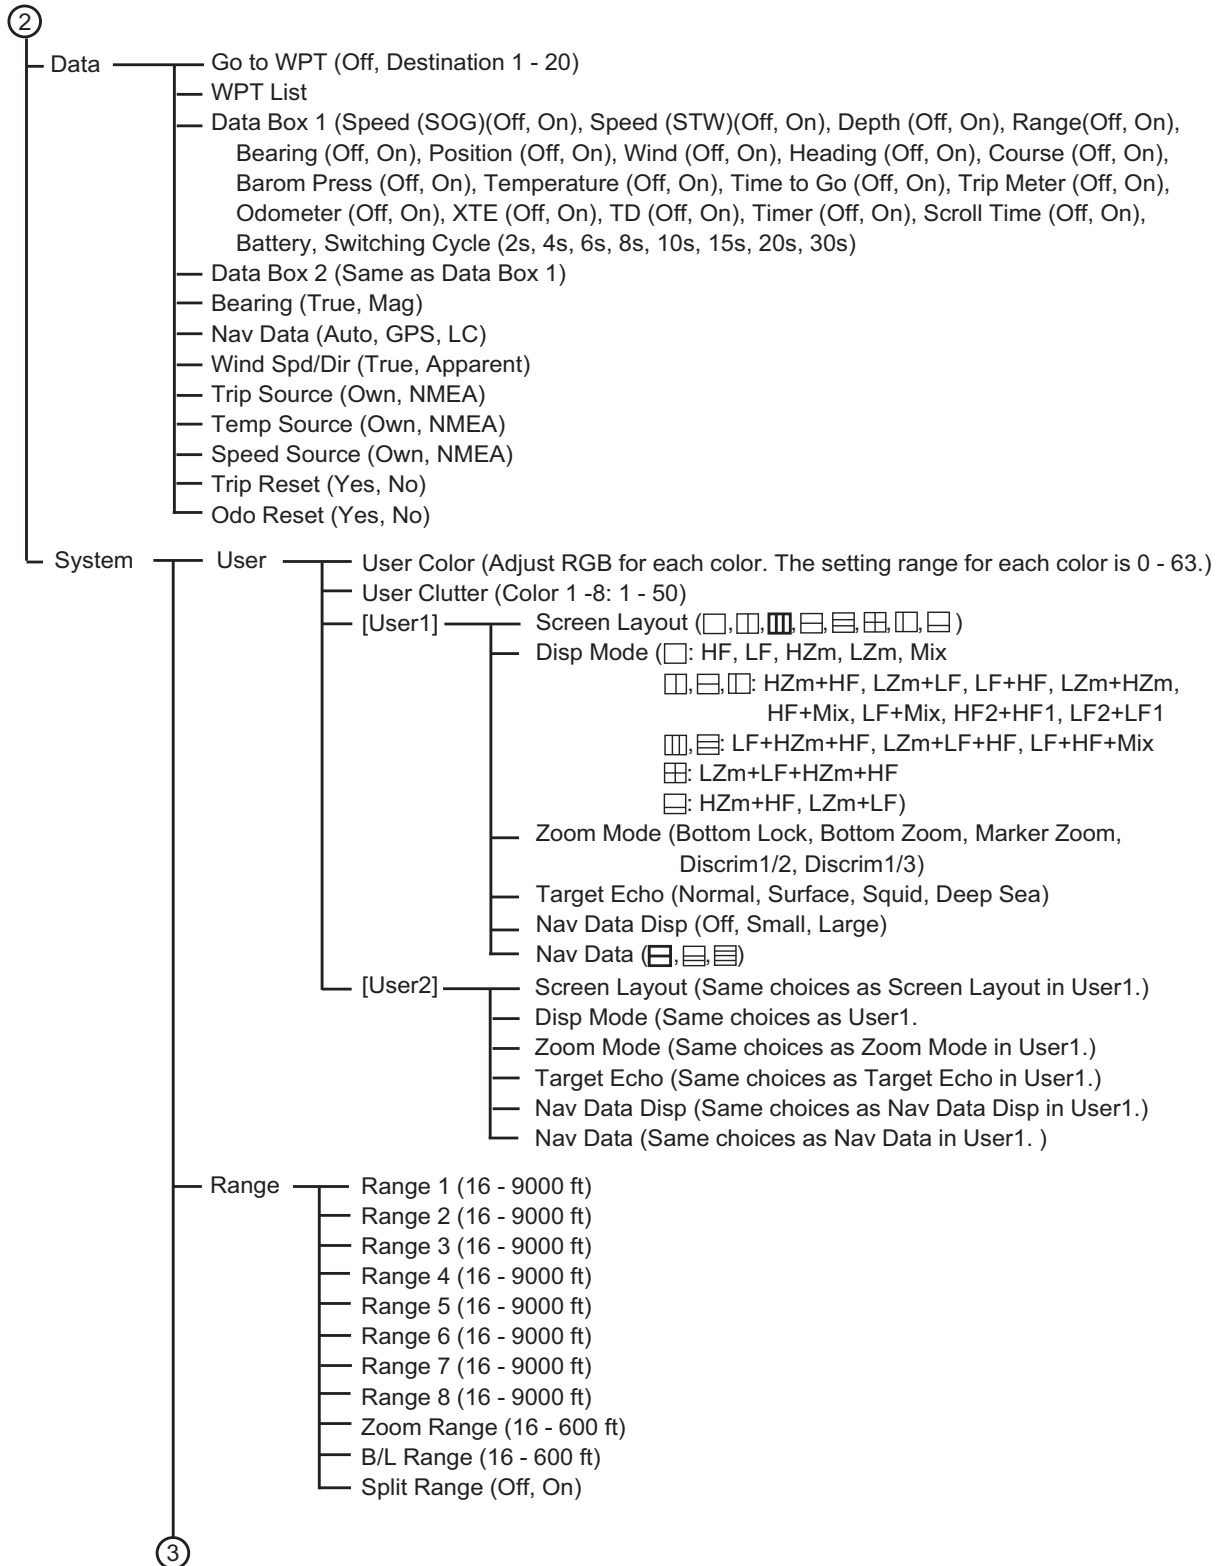 2
Data
Go to WPT (Off, Destination 1 - 20)
WPT List
Data Box 1 (Speed (SOG)(Off, On), Speed (STW)(Off, On), Depth (Off, On), Range(Off, On),
Bearing (Off, On), Position (Off, On), Wind (Off, On), Heading (Off, On), Course (Off, On),
Barom Press (Off, On), Temperature (Off, On), Time to Go (Off, On), Trip Meter (Off, On),
Odometer (Off, On), XTE (Off, On), TD (Off, On), Timer (Off, On), Scroll Time (Off, On),
Battery, Switching Cycle (2s, 4s, 6s, 8s, 10s, 15s, 20s, 30s)
Data Box 2 (Same as Data Box 1)
Bearing (True, Mag)
Nav Data (Auto, GPS, LC)
Wind Spd/Dir (True, Apparent)
Trip Source (Own, NMEA)
Temp Source (Own, NMEA)
Speed Source (Own, NMEA)
Trip Reset (Yes, No)
Odo Reset (Yes, No)
System
User
User Color (Adjust RGB for each color. The setting range for each color is 0 - 63.)
User Clutter (Color 1 -8: 1 - 50)
[User1]
Screen Layout ( , , , , , , , )
Disp Mode ( : HF, LF, HZm, LZm, Mix
, , : HZm+HF, LZm+LF, LF+HF, LZm+HZm,
HF+Mix, LF+Mix, HF2+HF1, LF2+LF1
, : LF+HZm+HF, LZm+LF+HF, LF+HF+Mix
: LZm+LF+HZm+HF
: HZm+HF, LZm+LF)
Zoom Mode (Bottom Lock, Bottom Zoom, Marker Zoom,
Discrim1/2, Discrim1/3)
Target Echo (Normal, Surface, Squid, Deep Sea)
Nav Data Disp (Off, Small, Large)
Nav Data ( , , )
[User2]
Screen Layout (Same choices as Screen Layout in User1.)
Disp Mode (Same choices as User1.
Zoom Mode (Same choices as Zoom Mode in User1.)
Target Echo (Same choices as Target Echo in User1.)
Nav Data Disp (Same choices as Nav Data Disp in User1.)
Nav Data (Same choices as Nav Data in User1. )
Range
Range 1 (16 - 9000 ft)
Range 2 (16 - 9000 ft)
Range 3 (16 - 9000 ft)
Range 4 (16 - 9000 ft)
Range 5 (16 - 9000 ft)
Range 6 (16 - 9000 ft)
Range 7 (16 - 9000 ft)
Range 8 (16 - 9000 ft)
Zoom Range (16 - 600 ft)
B/L Range (16 - 600 ft)
Split Range (Off, On)
3